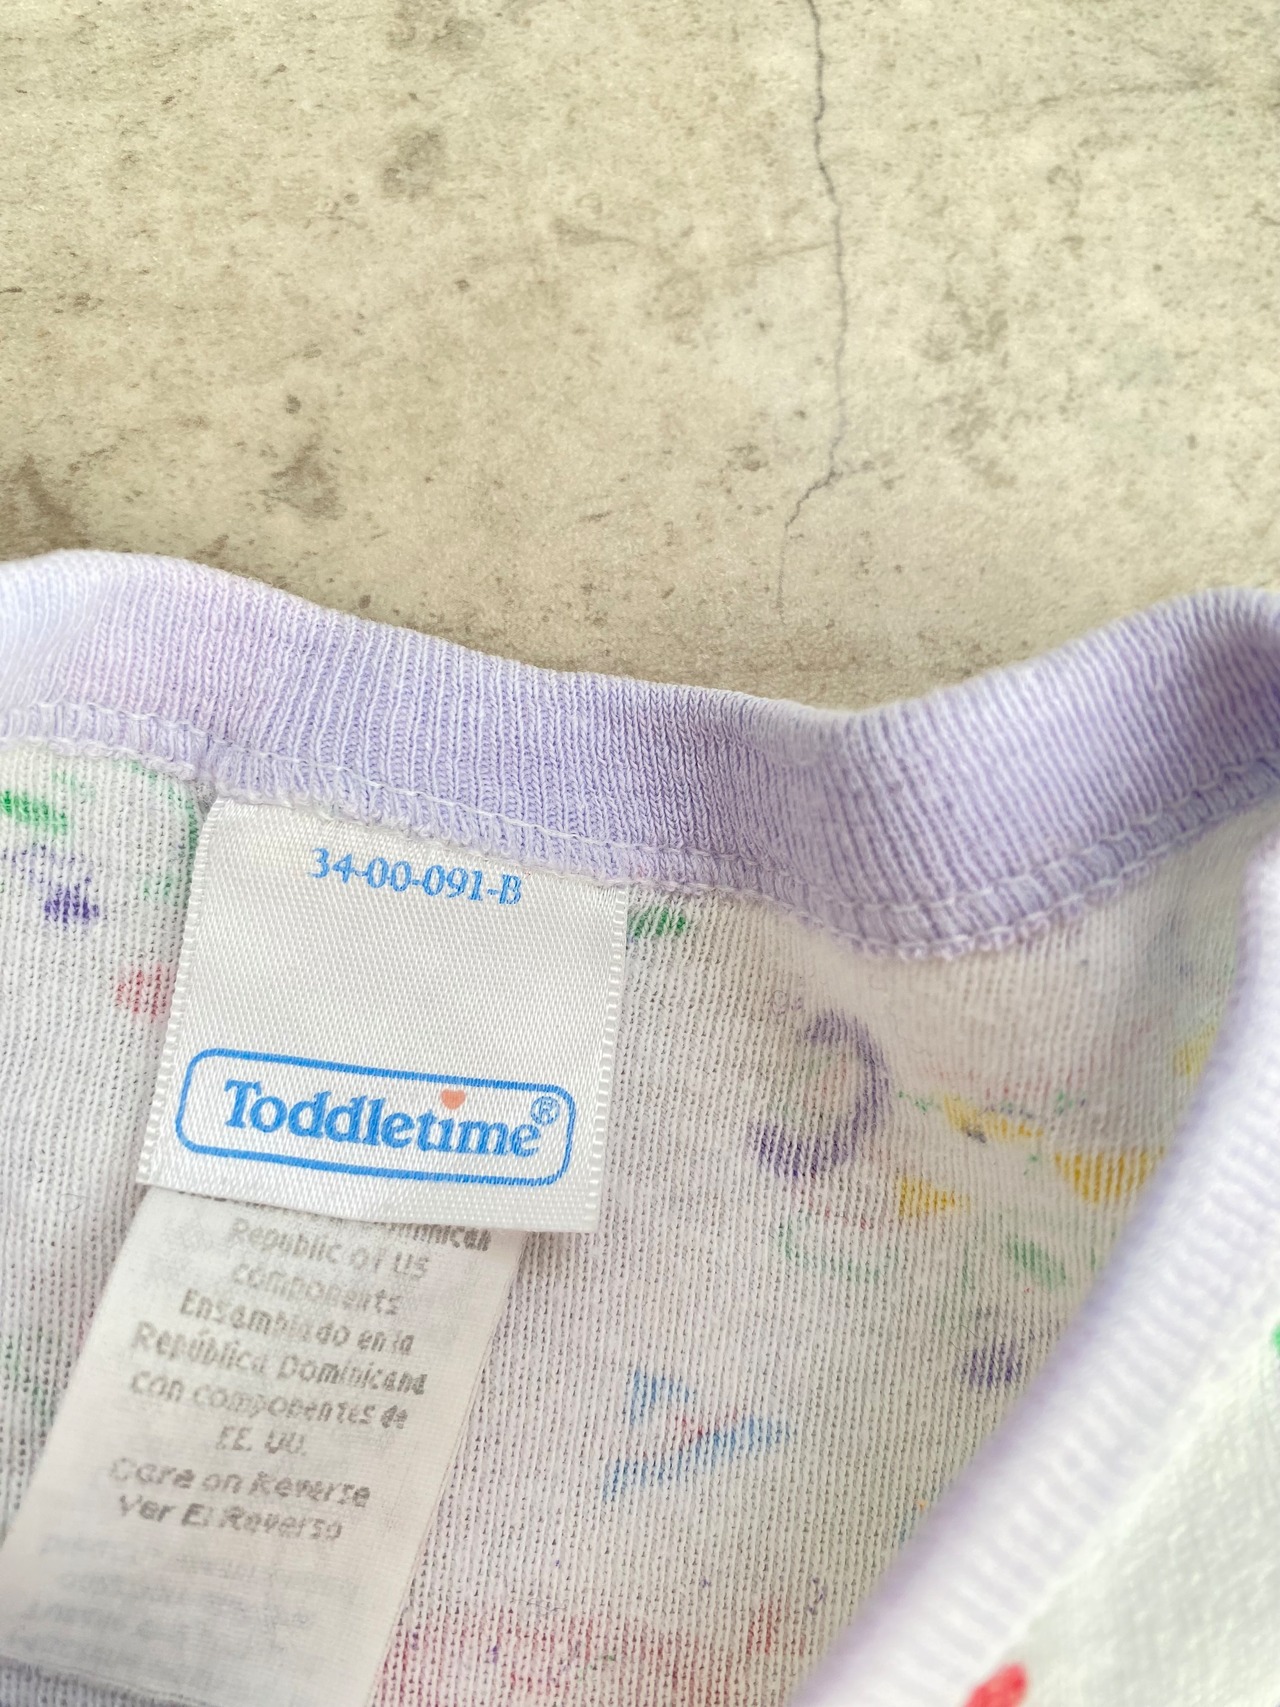 34-00-091-B
Toddletime®
Republic of US
components
Ensamblado en la
República Dominicana
con componentes de
EE. UU.
Care on Reverse
Ver El Reverso